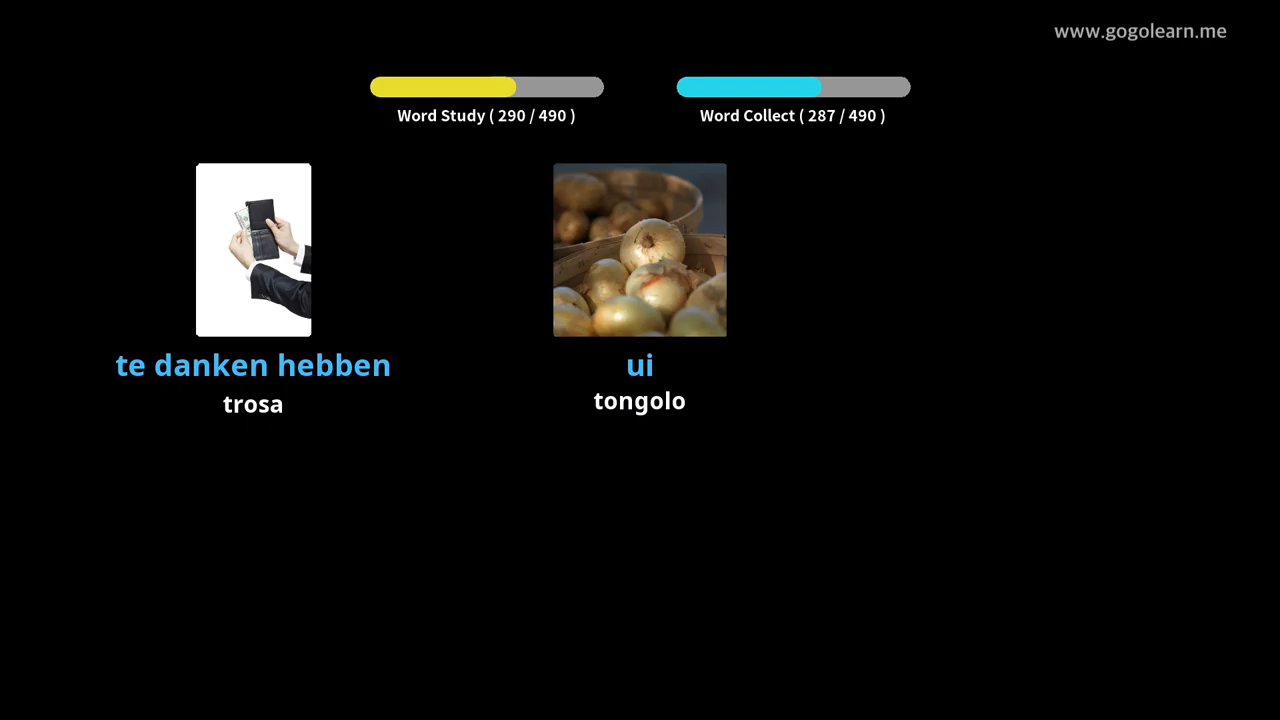 www.gogolearn.me
Word Study ( 290 / 490 )
Word Collect ( 287 / 490 )
te danken hebben
trosa
ui
tongolo